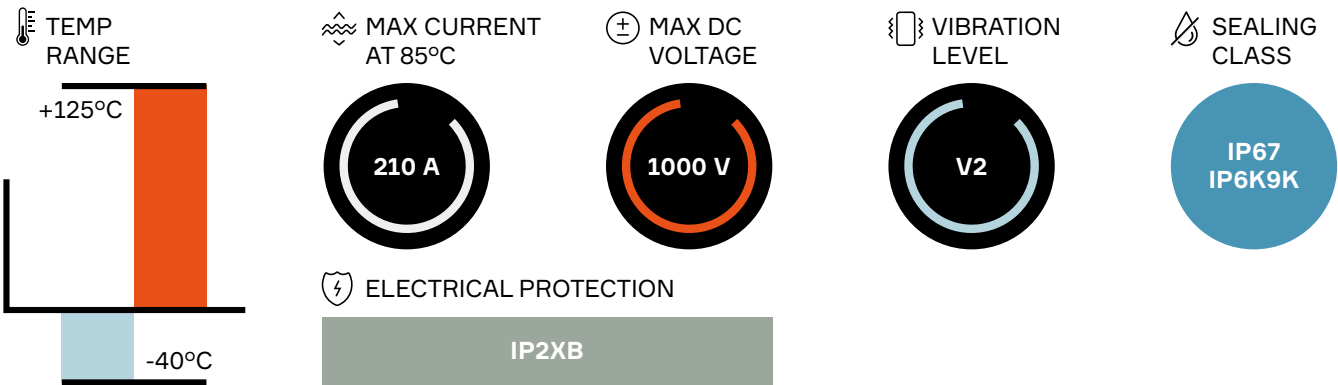 TEMP
RANGE
+125°C
-40°C
MAX CURRENT
AT 85°C
210 A
MAX DC
VOLTAGE
1000 V
VIBRATION
LEVEL
V2
SEALING
CLASS
IP67
IP6K9K
ELECTRICAL PROTECTION
IP2XB